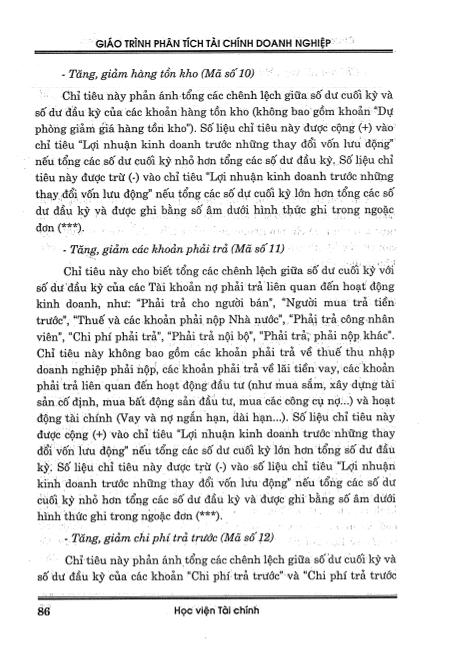 GIÁO TRÌNH PHÂN TÍCH TÀI CHÍNH DOANH NGHIỆP
- Tăng, giảm hàng tồn kho (Mã số 10)
Chỉ tiêu này phản ánh tổng các chênh lệch giữa số dư cuối kỳ và
số dư đầu kỳ của các khoản hàng tồn kho (không bao gồm khoản "Dự
phòng giảm giá hàng tồn kho"). Số liệu chỉ tiêu này được cộng (+) vào
chỉ tiêu "Lợi nhuận kinh doanh trước những thay đổi vốn lưu động"
nếu tổng các số dư cuối kỳ nhỏ hơn tổng các số dư đầu kỳ. Số liệu chỉ
tiêu này được trừ (-) vào chỉ tiêu "Lợi nhuận kinh doanh trước những
thay đổi vốn lưu động" nếu tổng các số dư cuối kỳ lớn hơn tổng các số
dư đầu kỳ và được ghi bằng số âm dưới hình thức ghi trong ngoặc
đơn (***).
- Tăng, giảm các khoản phải trả (Mã số 11)
Chỉ tiêu này cho biết tổng các chênh lệch giữa số dư cuối kỳ với
số dư đầu kỳ của các Tài khoản nợ phải trả liên quan đến hoạt động
kinh doanh, như: "Phải trả cho người bán", "Người mua trả tiền
trước", "Thuế và các khoản phải nộp Nhà nước", "Phải trả công nhân
viên", "Chi phí phải trả", "Phải trả nội bộ", "Phải trả, phải nộp khác".
Chỉ tiêu này không bao gồm các khoản phải trả về thuế thu nhập
doanh nghiệp phải nộp, các khoản phải trả về lãi tiền vay, các khoản
phải trả liên quan đến hoạt động đầu tư (như mua sắm, xây dựng tài
sản cố định, mua bất động sản đầu tư, mua các công cụ nợ...) và hoạt
động tài chính (Vay và nợ ngắn hạn, dài hạn...). Số liệu chỉ tiêu này
được cộng (+) vào chỉ tiêu "Lợi nhuận kinh doanh trước những thay
đổi vốn lưu động" nếu tổng các số dư cuối kỳ lớn hơn tổng số dư đầu
kỳ. Số liệu chỉ tiêu này được trừ (-) vào số liệu chỉ tiêu "Lợi nhuận
kinh doanh trước những thay đổi vốn lưu động" nếu tổng các số dư
cuối kỳ nhỏ hơn tổng các số dư đầu kỳ và được ghi bằng số âm dưới
hình thức ghi trong ngoặc đơn (***).
- Tăng, giảm chi phí trả trước (Mã số 12)
Chỉ tiêu này phản ánh tổng các chênh lệch giữa số dư cuối kỳ và
số dư đầu kỳ của các khoản "Chi phí trả trước" và "Chi phí trả trước
86 Học viện Tài chính